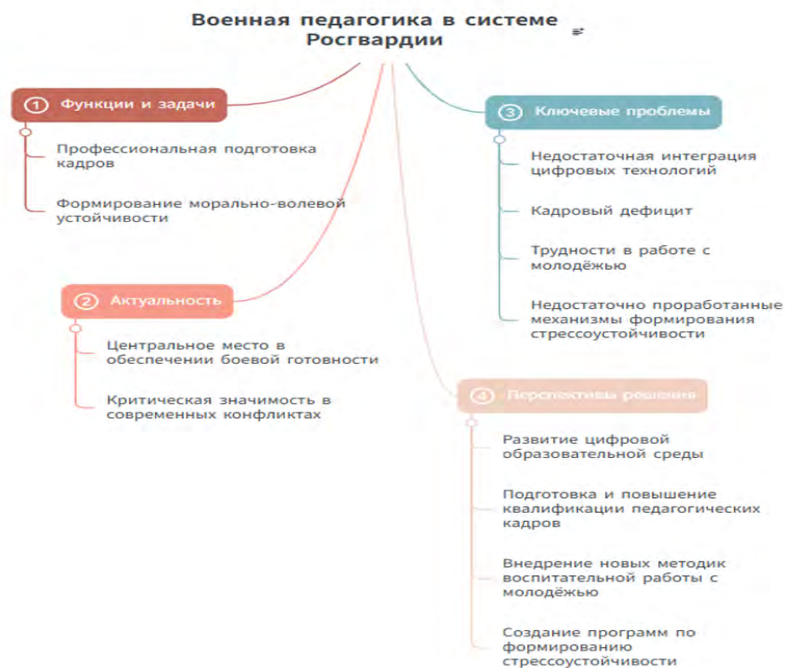 Военная педагогика в системе
Росгвардии
1 Функции и задачи
Профессиональная подготовка
кадров
Формирование морально-волевой
устойчивости
2 Актуальность
Центральное место в
обеспечении боевой готовности
Критическая значимость в
современных конфликтах
3 Ключевые проблемы
Недостаточная интеграция
цифровых технологий
Кадровый дефицит
Трудности в работе с
молодёжью
Недостаточно проработанные
механизмы формирования
стрессоустойчивости
4 Перспективы решения
Развитие цифровой
образовательной среды
Подготовка и повышение
квалификации педагогических
кадров
Внедрение новых методик
воспитательной работы с
молодёжью
Создание программ по
формированию
стрессоустойчивости